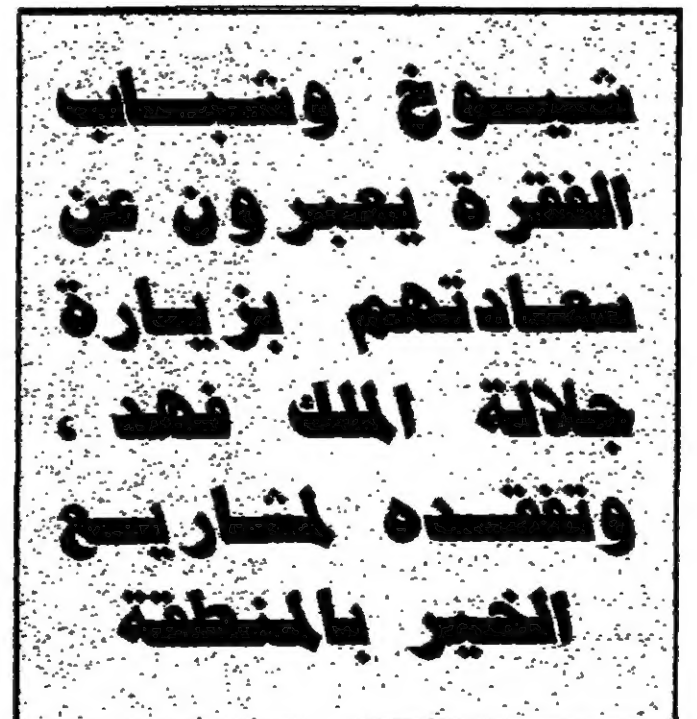 شيوخ وشباب
الفقرة يعبرون عن
سعادتهم بزيارة
جلالة الملك فهد ،
وتفقده لمشاريع
الخير بالمنطقة